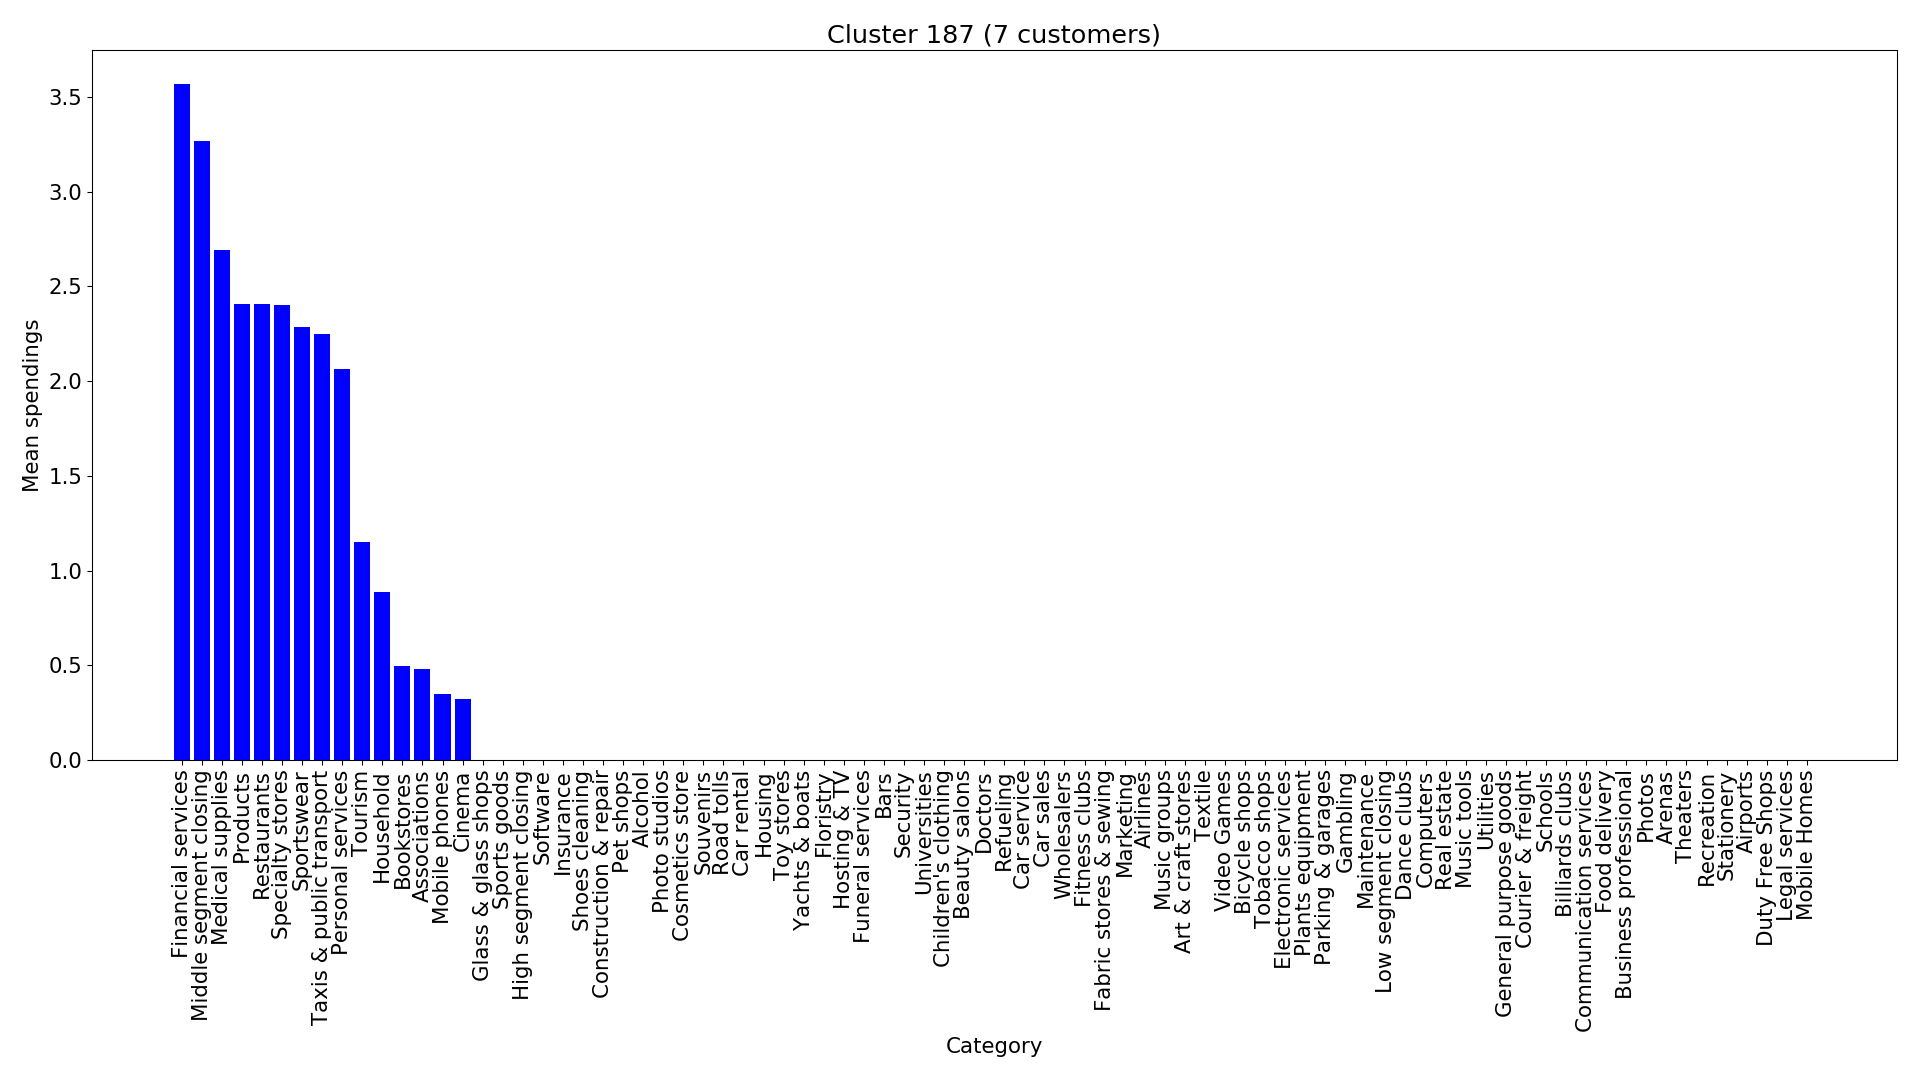 Cluster 187 (7 customers)
Mean spendings
3.5
3.0
2.5
2.0
1.5
1.0
0.5
0.0
Financial services
Middle segment closing
Medical supplies
Products
Restaurants
Specialty stores
Sportswear
Taxis & public transport
Personal services
Tourism
Household
Bookstores
Associations
Mobile phones
Cinema
Glass & glass shops
Sports goods
High segment closing
Software
Insurance
Shoes cleaning
Construction & repair
Pet shops
Alcohol
Photo studios
Cosmetics store
Souvenirs
Road tolls
Car rental
Housing
Toy stores
Yachts & boats
Floristry
Hosting & TV
Funeral services
Bars
Security
Universities
Children's clothing
Beauty salons
Doctors
Refueling
Car service
Car sales
Wholesalers
Fitness clubs
Fabric stores & sewing
Marketing
Airlines
Music groups
Art & craft stores
Textile
Video Games
Bicycle shops
Tobacco shops
Electronic services
Plants equipment
Parking & garages
Gambling
Maintenance
Low segment closing
Dance clubs
Computers
Real estate
Music tools
Utilities
General purpose goods
Courier & freight
Schools
Billiards clubs
Communication services
Food delivery
Business professional
Photos
Arenas
Theaters
Recreation
Stationery
Airports
Duty Free Shops
Legal services
Mobile Homes
Category